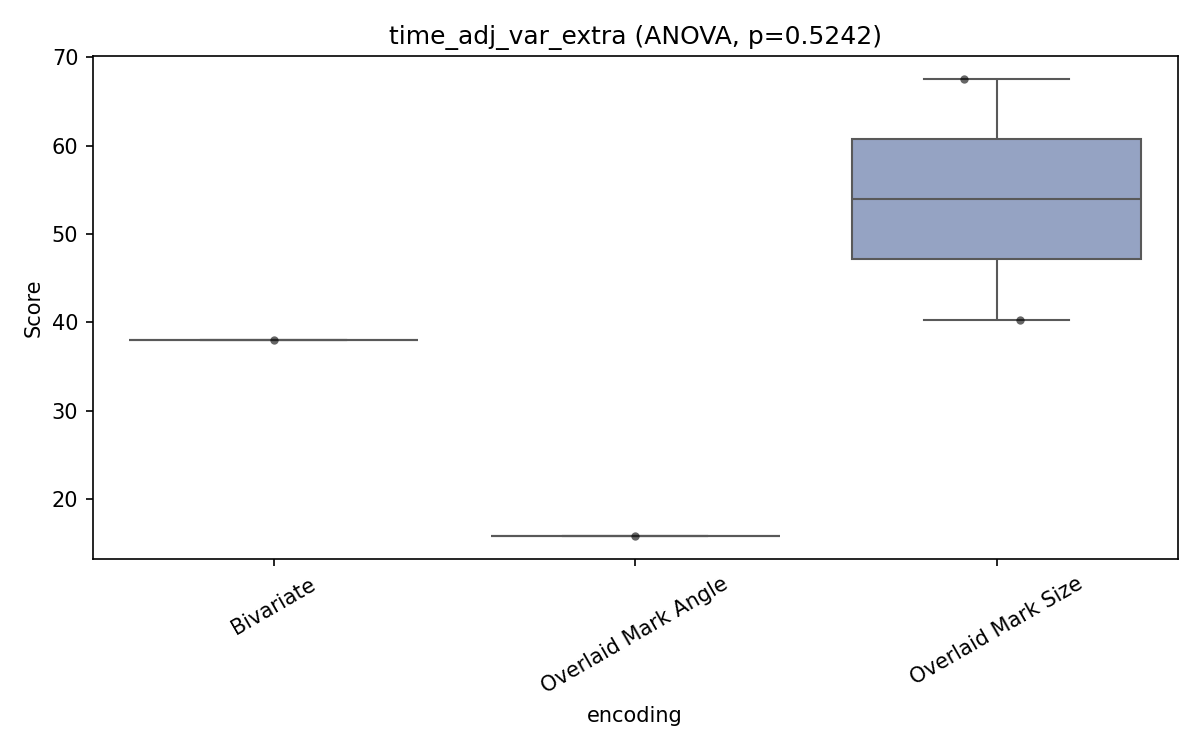 time_adj_var_extra (ANOVA, p=0.5242)
70
60
50
40
30
20
Score
Bivariate
Overlaid Mark Angle
Overlaid Mark Size
encoding